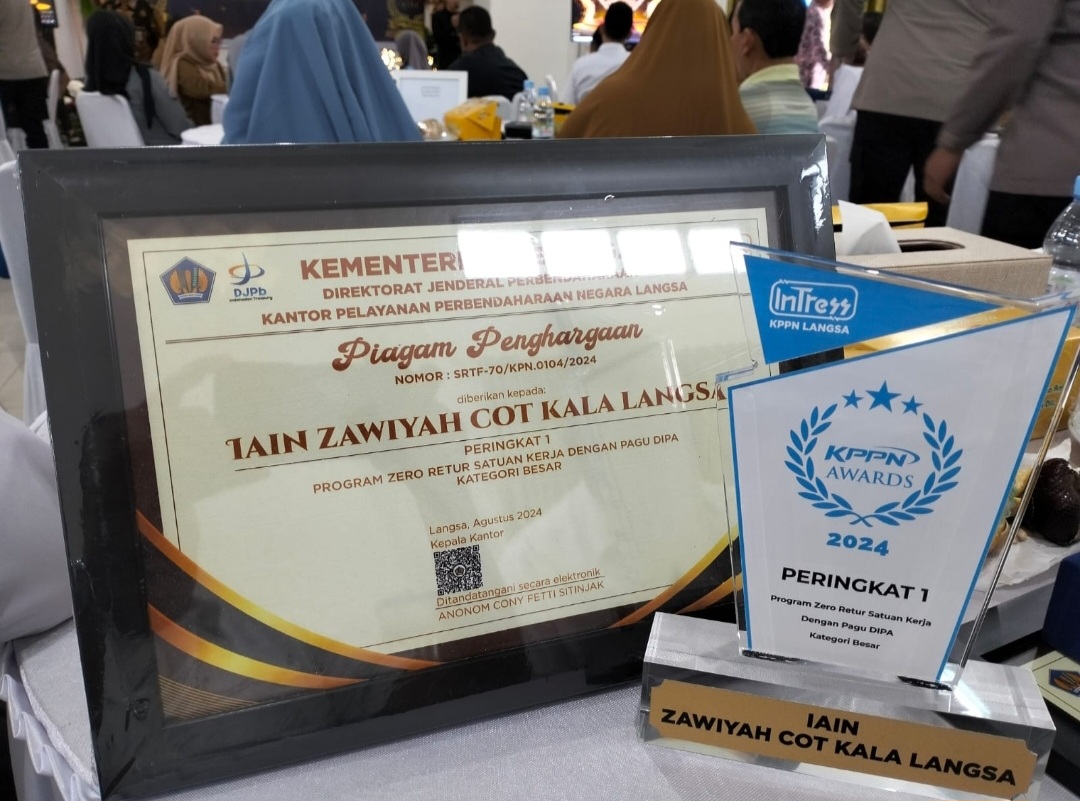 DJPb
KEMENTERI
DIREKTORAT JENDERAL PERBENDAHARAAN
KANTOR PELAYANAN PERBENDAHARAAN NEGARA LANGSA
Piagam Penghargaan
NOMOR : SRTF-70/KPN.0104/2024
diberikan kepada:
IAIN ZAWIYAH COT KALA LANGSA
PERINGKAT 1
PROGRAM ZERO RETUR SATUAN KERJA DENGAN PAGU DIPA
KATEGORI BESAR
Langsa, Agustus 2024
Kepala Kantor
Ditandatangani secara elektronik
ANONOM CONY FETTI SITINJAK
InTress
KPPN LANGSA
KPPN
AWARDS
2024
PERINGKAT 1
Program Zero Retur Satuan Kerja
Dengan Pagu DIPA
Kategori Besar
IAIN
ZAWIYAH COT KALA LANGSA